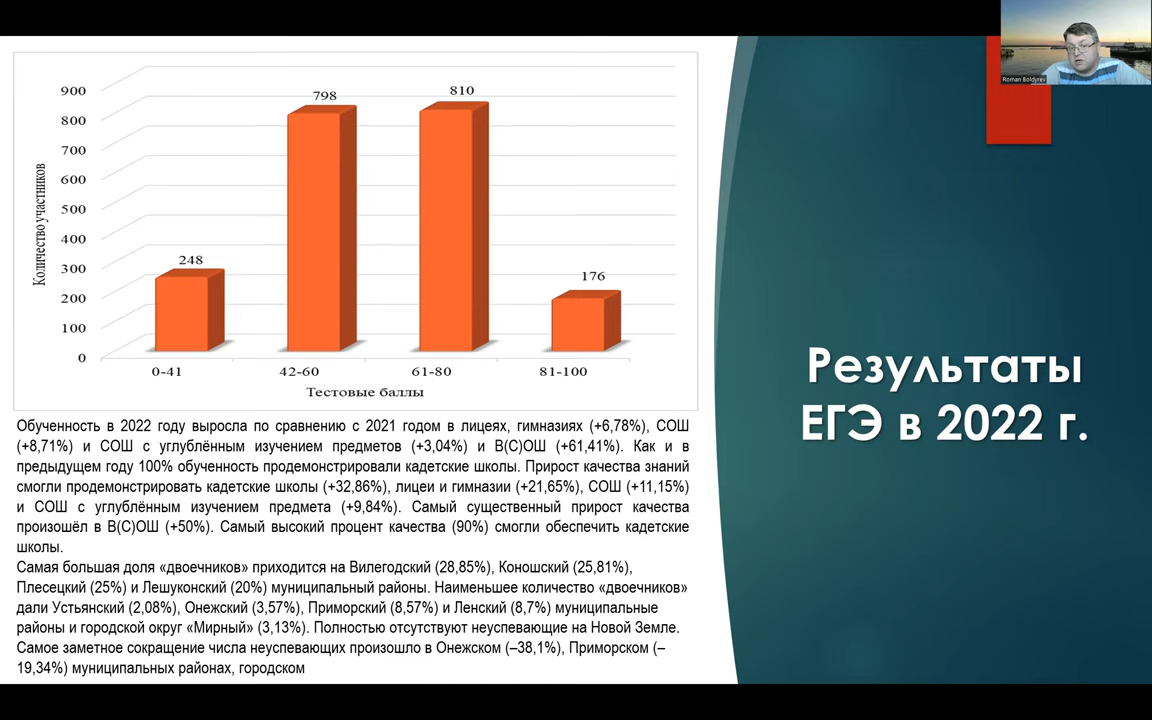 Roman Boldyrev
900
800
700
600
500
400
300
200
100
0
Количество участников
248
798
810
176
0-41
42-60
61-80
81-100
Тестовые баллы
Обученность в 2022 году выросла по сравнению с 2021 годом в лицеях, гимназиях (+6,78%), СОШ
(+8,71%) и СОШ с углублённым изучением предметов (+3,04%) и В(С)ОШ (+61,41%). Как и в
предыдущем году 100% обученность продемонстрировали кадетские школы. Прирост качества знаний
смогли продемонстрировать кадетские школы (+32,86%), лицеи и гимназии (+21,65%), СОШ (+11,15%)
и СОШ с углублённым изучением предмета (+9,84%). Самый существенный прирост качества
произошёл в В(С)ОШ (+50%). Самый высокий процент качества (90%) смогли обеспечить кадетские
школы.
Самая большая доля «двоечников» приходится на Вилегодский (28,85%), Коношский (25,81%),
Плесецкий (25%) и Лешуконский (20%) муниципальный районы. Наименьшее количество «двоечников»
дали Устьянский (2,08%), Онежский (3,57%), Приморский (8,57%) и Ленский (8,7%) муниципальные
районы и городской округ «Мирный» (3,13%). Полностью отсутствуют неуспевающие на Новой Земле.
Самое заметное сокращение числа неуспевающих произошло в Онежском (–38,1%), Приморском (–
19,34%) муниципальных районах, городском
Результаты
ЕГЭ в 2022 г.